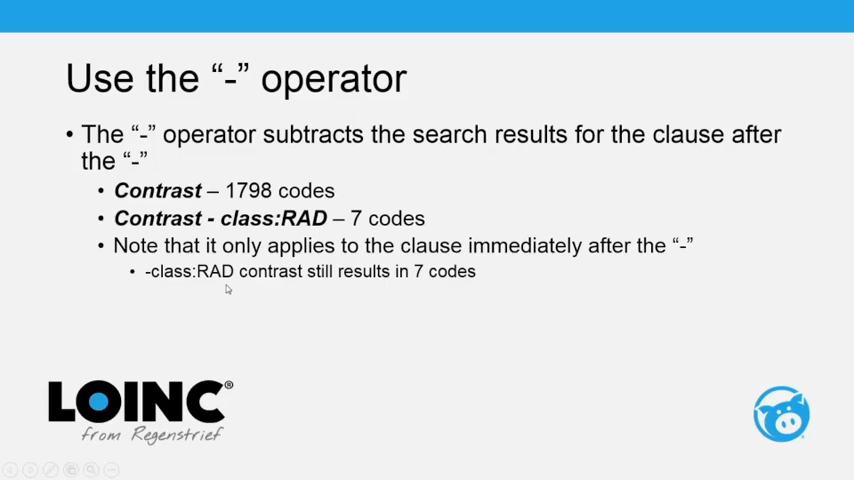 Use the “-” operator
• The “-” operator subtracts the search results for the clause after
the “-”
• Contrast – 1798 codes
• Contrast - class:RAD – 7 codes
• Note that it only applies to the clause immediately after the “-”
• -class:RAD contrast still results in 7 codes
LOINC®
from Regenstrief